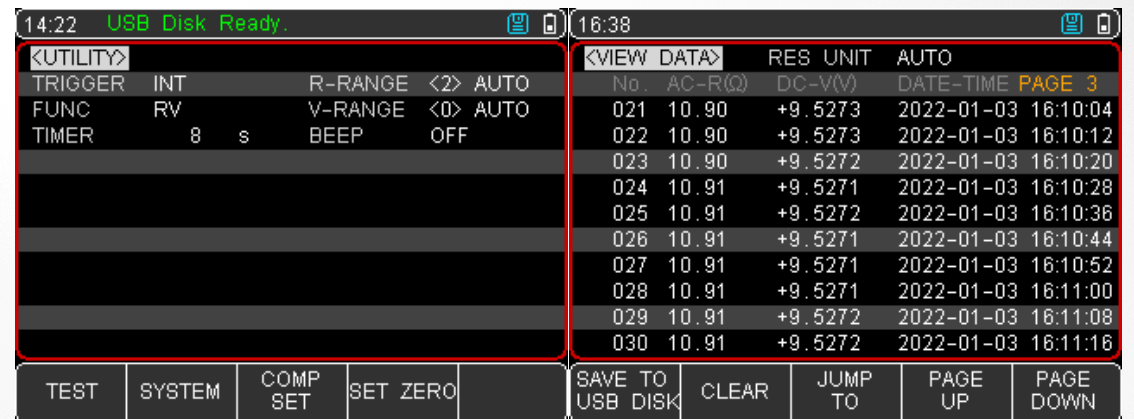 14:22 USB Disk Ready.
<UTILITY>
TRIGGER INT R-RANGE <2> AUTO
FUNC RV V-RANGE <0> AUTO
TIMER 8 s BEEP OFF
TEST SYSTEM COMP SET SET ZERO
16:38
<VIEW DATA> RES UNIT AUTO
No. AC-R(Ω) DC-V(V) DATE-TIME PAGE 3
021 10.90 +9.5273 2022-01-03 16:10:04
022 10.90 +9.5273 2022-01-03 16:10:12
023 10.90 +9.5272 2022-01-03 16:10:20
024 10.91 +9.5271 2022-01-03 16:10:28
025 10.91 +9.5272 2022-01-03 16:10:36
026 10.91 +9.5271 2022-01-03 16:10:44
027 10.91 +9.5271 2022-01-03 16:10:52
028 10.91 +9.5271 2022-01-03 16:11:00
029 10.91 +9.5272 2022-01-03 16:11:08
030 10.91 +9.5272 2022-01-03 16:11:16
SAVE TO USB DISK CLEAR JUMP TO PAGE UP PAGE DOWN